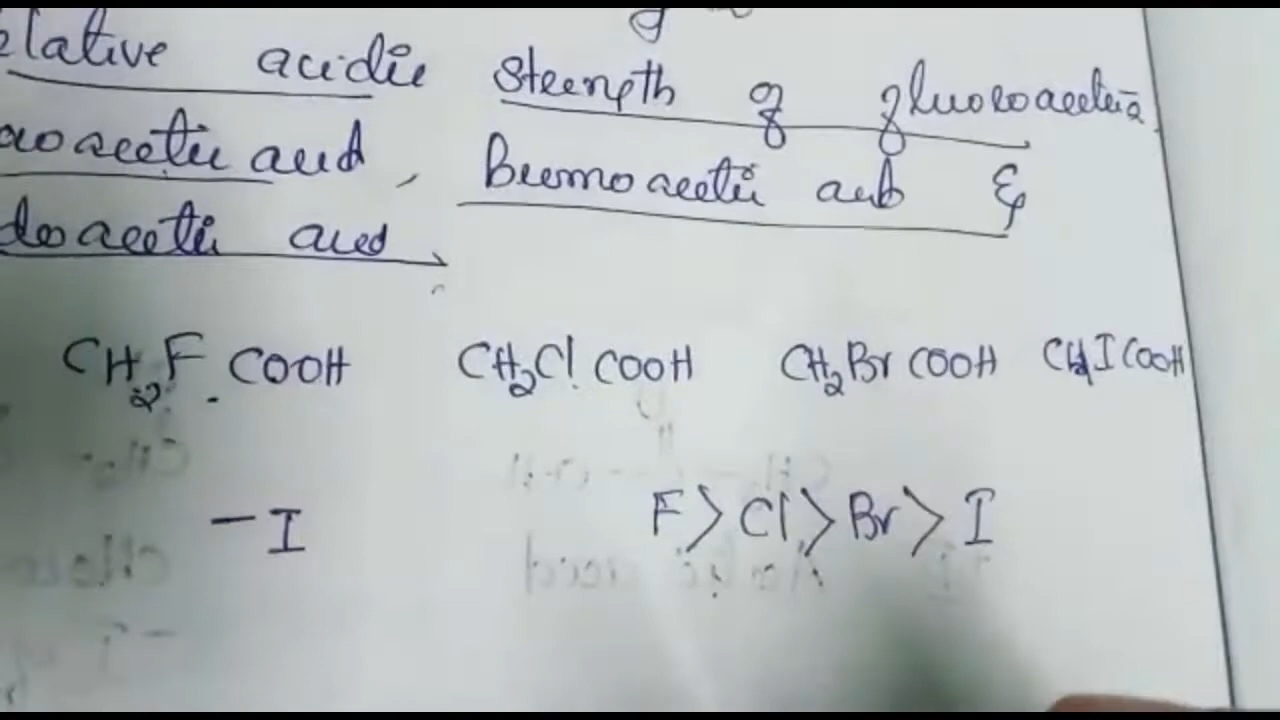 elative acidic strength of fluoroacetic
oroacetic acid, Bromoacetic acid &
doacetic acid
CH₂F COOH CH₂Cl COOH CH₂Br COOH CH₂I COOH
-I F > Cl > Br > I